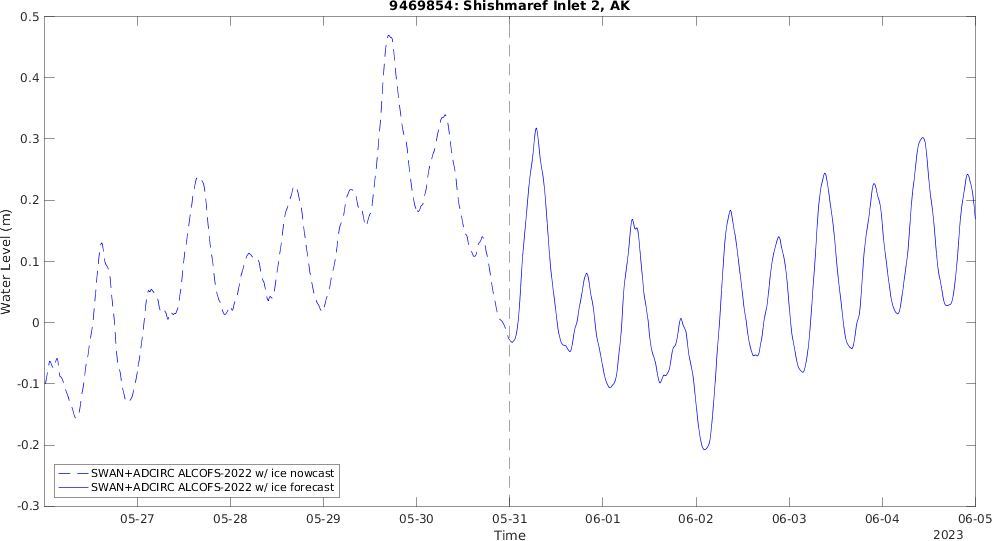 9469854: Shishmaref Inlet 2, AK
0.5
0.4
0.3
0.2
0.1
0
-0.1
-0.2
-0.3
Water Level (m)
SWAN+ADCIRC ALCOFS-2022 w/ ice nowcast
SWAN+ADCIRC ALCOFS-2022 w/ ice forecast
05-27 05-28 05-29 05-30 05-31 06-01 06-02 06-03 06-04 06-05
Time
2023